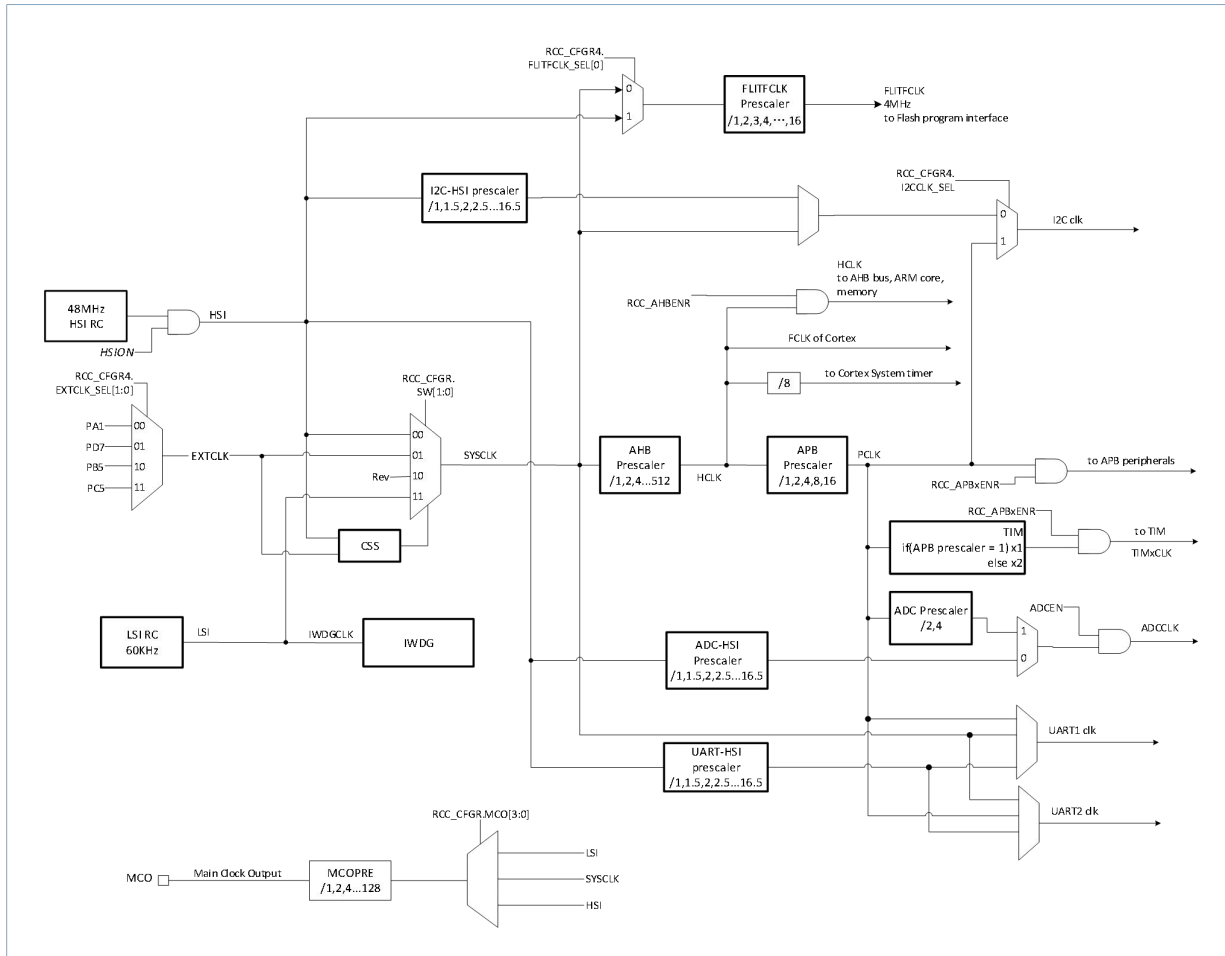 RCC_CFGR4.
FLITFCLK_SEL[0]
0
1
FLITFCLK
Prescaler
/1,2,3,4,···,16
FLITFCLK
4MHz
to Flash program interface
I2C-HSI prescaler
/1,1.5,2,2.5...16.5
RCC_CFGR4.
I2CCLK_SEL
0
1
I2C clk
HCLK
to AHB bus, ARM core,
memory
RCC_AHBENR
48MHz
HSI RC
HSI
HSION
FCLK of Cortex
/8
to Cortex System timer
RCC_CFGR4.
EXTCLK_SEL[1:0]
PA1
PD7
PB5
PC5
00
01
10
11
EXTCLK
RCC_CFGR.
SW[1:0]
00
01
Rev
10
11
SYSCLK
AHB
Prescaler
/1,2,4...512
HCLK
APB
Prescaler
/1,2,4,8,16
PCLK
to APB peripherals
RCC_APBxENR
CSS
RCC_APBxENR
TIM
if(APB prescaler = 1) x1
else x2
to TIM
TIMxCLK
LSI RC
60KHz
LSI
IWDGCLK
IWDG
ADC Prescaler
/2,4
ADCEN
1
0
ADCCLK
ADC-HSI
Prescaler
/1,1.5,2,2.5...16.5
UART1 clk
UART-HSI
prescaler
/1,1.5,2,2.5...16.5
UART2 clk
RCC_CFGR.MCO[3:0]
MCO
Main Clock Output
MCOPRE
/1,2,4...128
LSI
SYSCLK
HSI